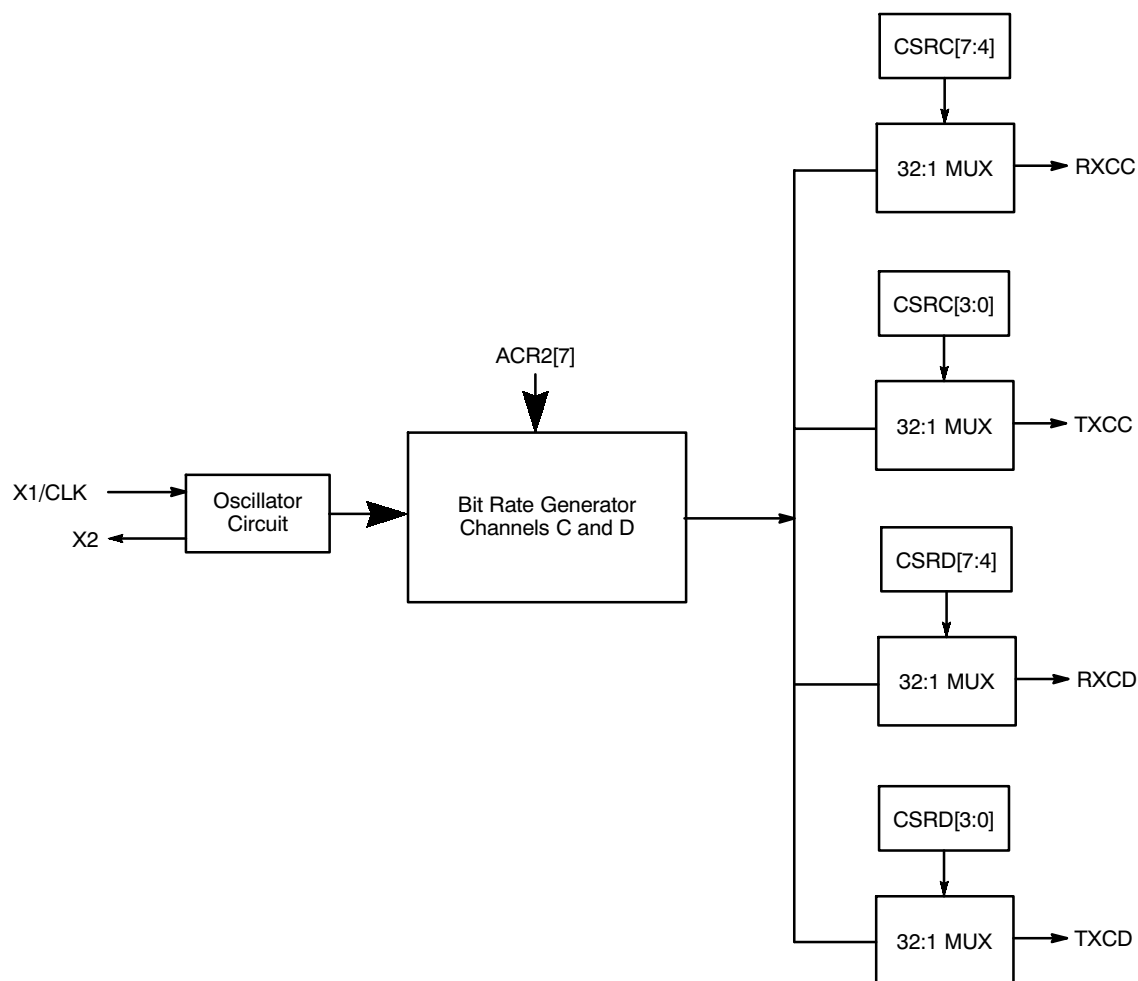 CSRC[7:4]
32:1 MUX
RXCC
CSRC[3:0]
32:1 MUX
TXCC
ACR2[7]
X1/CLK
X2
Oscillator
Circuit
Bit Rate Generator
Channels C and D
CSRD[7:4]
32:1 MUX
RXCD
CSRD[3:0]
32:1 MUX
TXCD